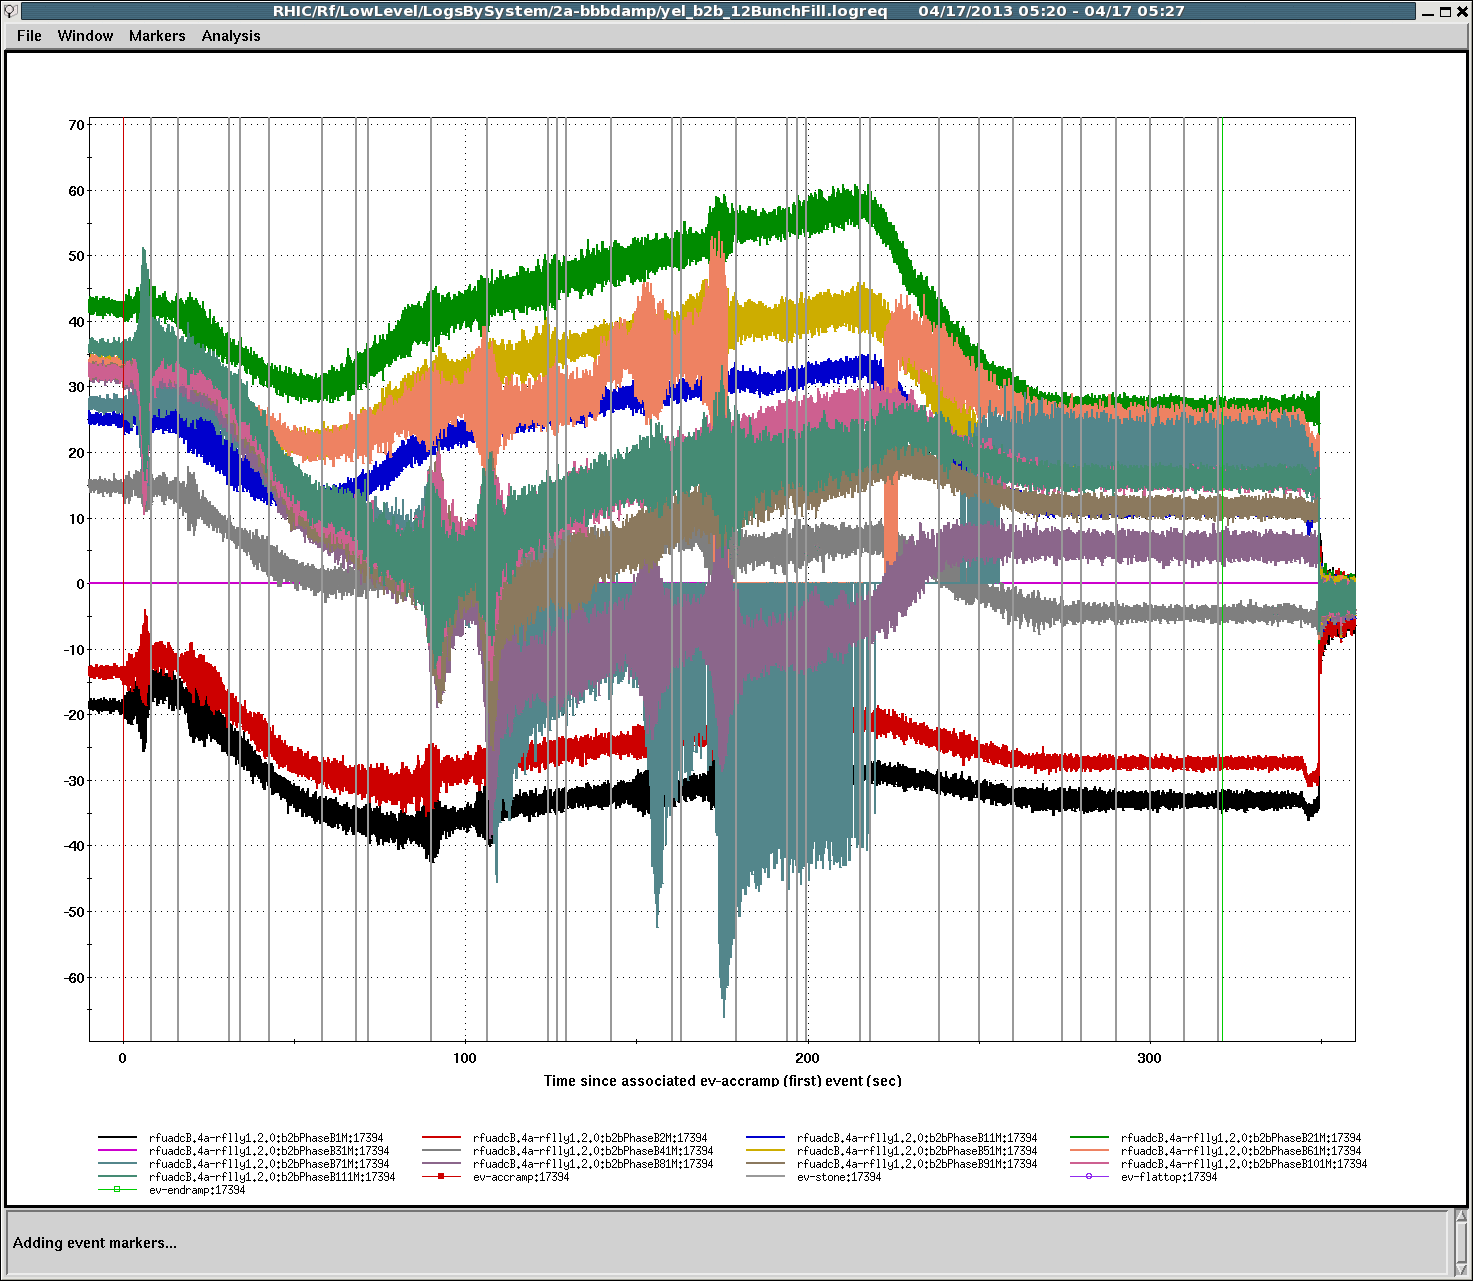 RHIC/Rf/LowLevel/LogsBySystem/2a-bbbdamp/yel_b2b_12BunchFill.logreq 04/17/2013 05:20 - 04/17 05:27
File Window Markers Analysis
70
60
50
40
30
20
10
0
-10
-20
-30
-40
-50
-60
0 100 200 300
Time since associated ev-accramp (first) event (sec)
rfuadcB.4a-rflly1.2.0:b2bPhaseB1M:17394 rfuadcB.4a-rflly1.2.0:b2bPhaseB2M:17394 rfuadcB.4a-rflly1.2.0:b2bPhaseB11M:17394 rfuadcB.4a-rflly1.2.0:b2bPhaseB21M:17394
rfuadcB.4a-rflly1.2.0:b2bPhaseB31M:17394 rfuadcB.4a-rflly1.2.0:b2bPhaseB41M:17394 rfuadcB.4a-rflly1.2.0:b2bPhaseB51M:17394 rfuadcB.4a-rflly1.2.0:b2bPhaseB61M:17394
rfuadcB.4a-rflly1.2.0:b2bPhaseB71M:17394 rfuadcB.4a-rflly1.2.0:b2bPhaseB81M:17394 rfuadcB.4a-rflly1.2.0:b2bPhaseB91M:17394 rfuadcB.4a-rflly1.2.0:b2bPhaseB101M:17394
rfuadcB.4a-rflly1.2.0:b2bPhaseB111M:17394 ev-accramp:17394 ev-stone:17394 ev-flattop:17394
ev-endramp:17394
Adding event markers...